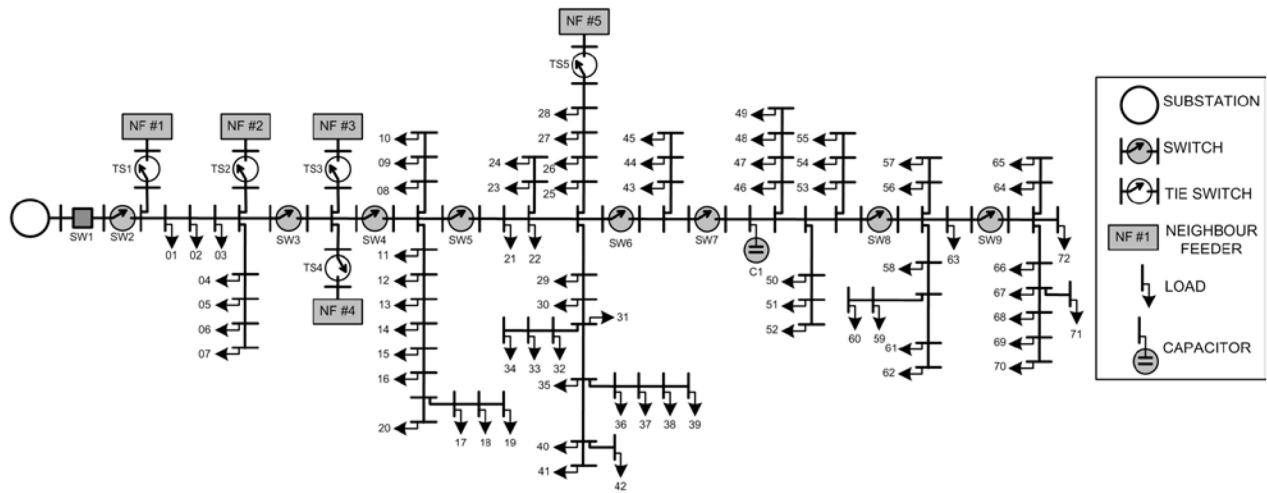 NF #5
TS5
NF #1
NF #2
NF #3
TS1
TS2
TS3
SW1
SW2
SW3
SW4
SW5
SW6
SW7
SW8
SW9
TS4
NF #4
C1
01
02
03
04
05
06
07
10
09
08
11
12
13
14
15
16
17
18
19
20
21
22
24
23
28
27
26
25
29
30
31
34
33
32
35
36
37
38
39
40
41
42
45
44
43
49
48
47
46
50
51
52
55
54
53
57
56
58
60
59
61
62
63
65
64
66
67
68
69
70
71
72
SUBSTATION
SWITCH
TIE SWITCH
NF #1
NEIGHBOUR
FEEDER
LOAD
CAPACITOR